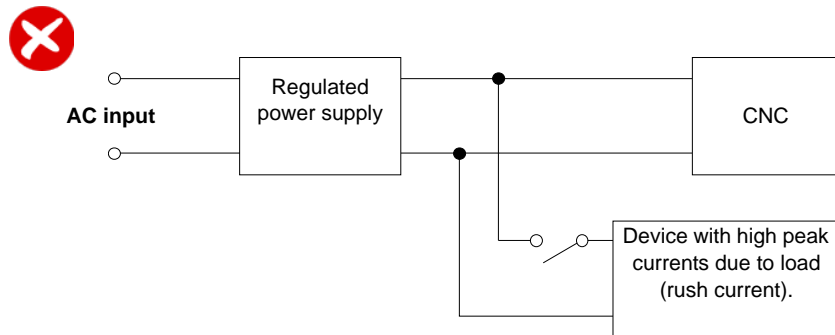 AC input
Regulated
power supply
CNC
Device with high peak
currents due to load
(rush current).